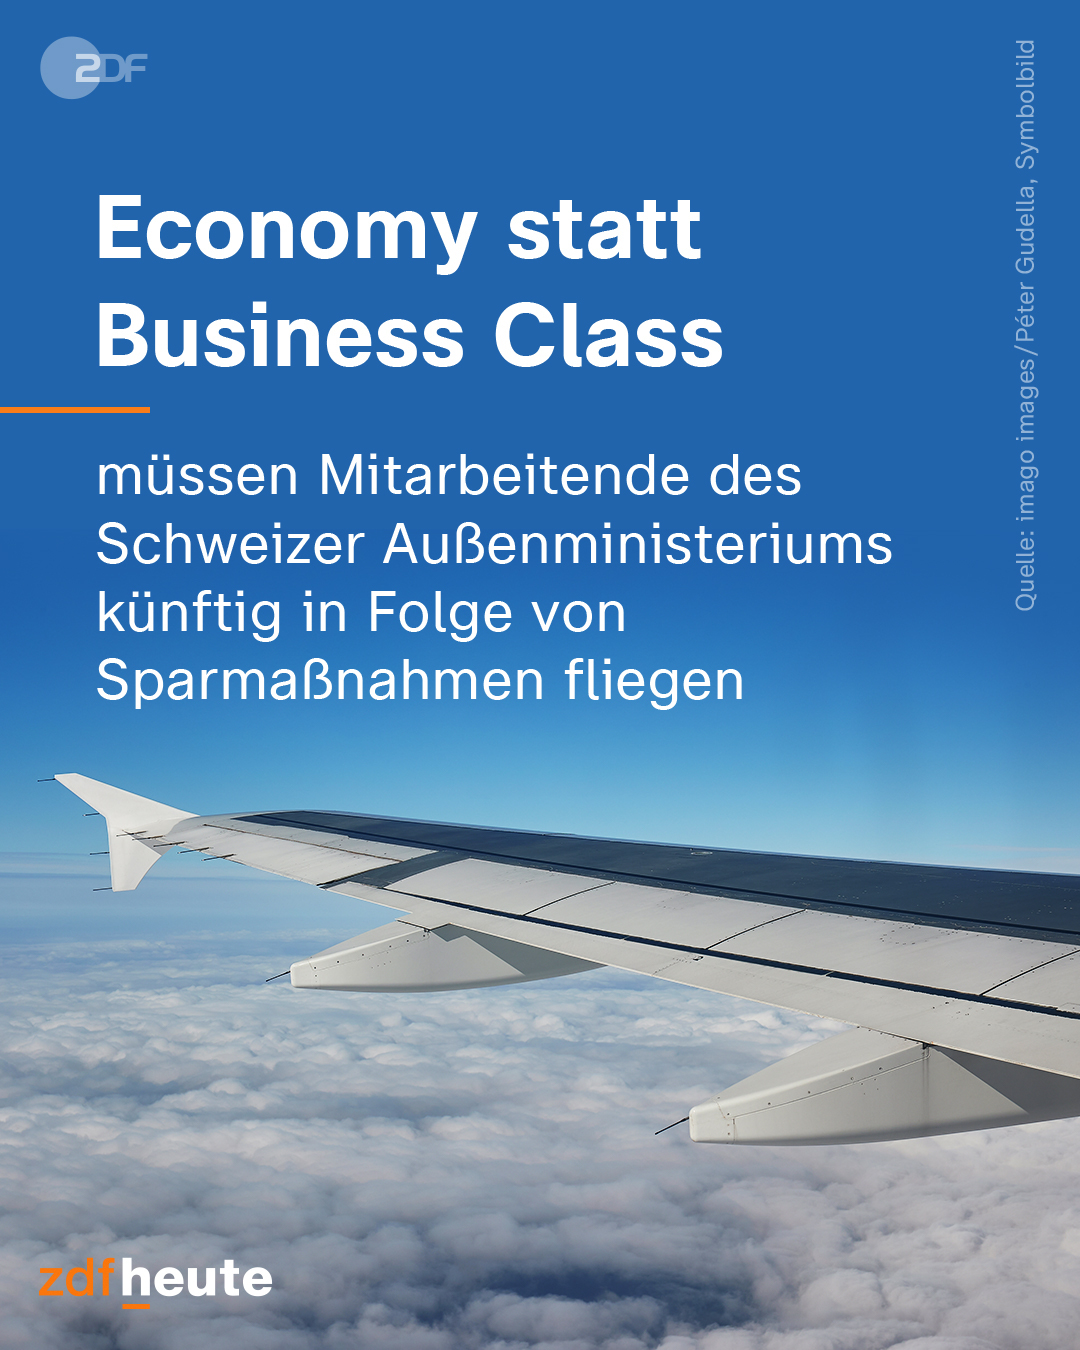 ZDF
Economy statt
Business Class
müssen Mitarbeitende des
Schweizer Außenministeriums
künftig in Folge von
Sparmaßnahmen fliegen
Quelle: imago images/Péter Gudella, Symbolbild
zdfheute